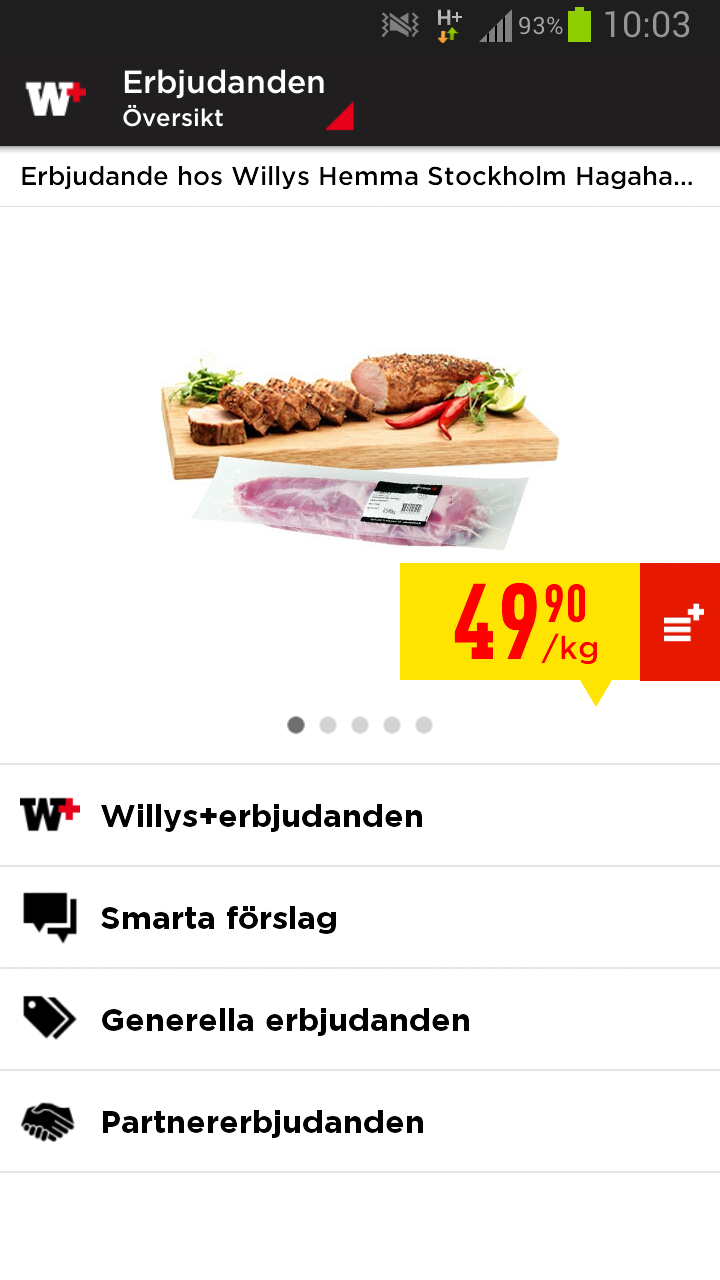 H+ 93% 10:03
W+ Erbjudanden
Översikt
Erbjudande hos Willys Hemma Stockholm Hagaha...
49 90 /kg
W+ Willys+erbjudanden
Smarta förslag
Generella erbjudanden
Partnererbjudanden